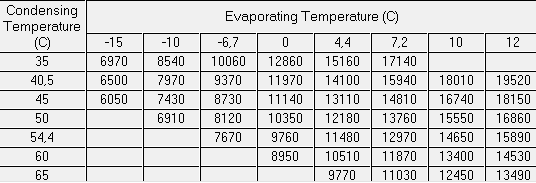 Condensing Temperature (C) Evaporating Temperature (C)
-15 -10 -6,7 0 4,4 7,2 10 12
35 6970 8540 10060 12860 15160 17140
40,5 6500 7970 9370 11970 14100 15940 18010 19520
45 6050 7430 8730 11140 13110 14810 16740 18150
50 6910 8120 10350 12180 13760 15550 16860
54,4 7670 9760 11480 12970 14650 15890
60 8950 10510 11870 13400 14530
65 9770 11030 12450 13490